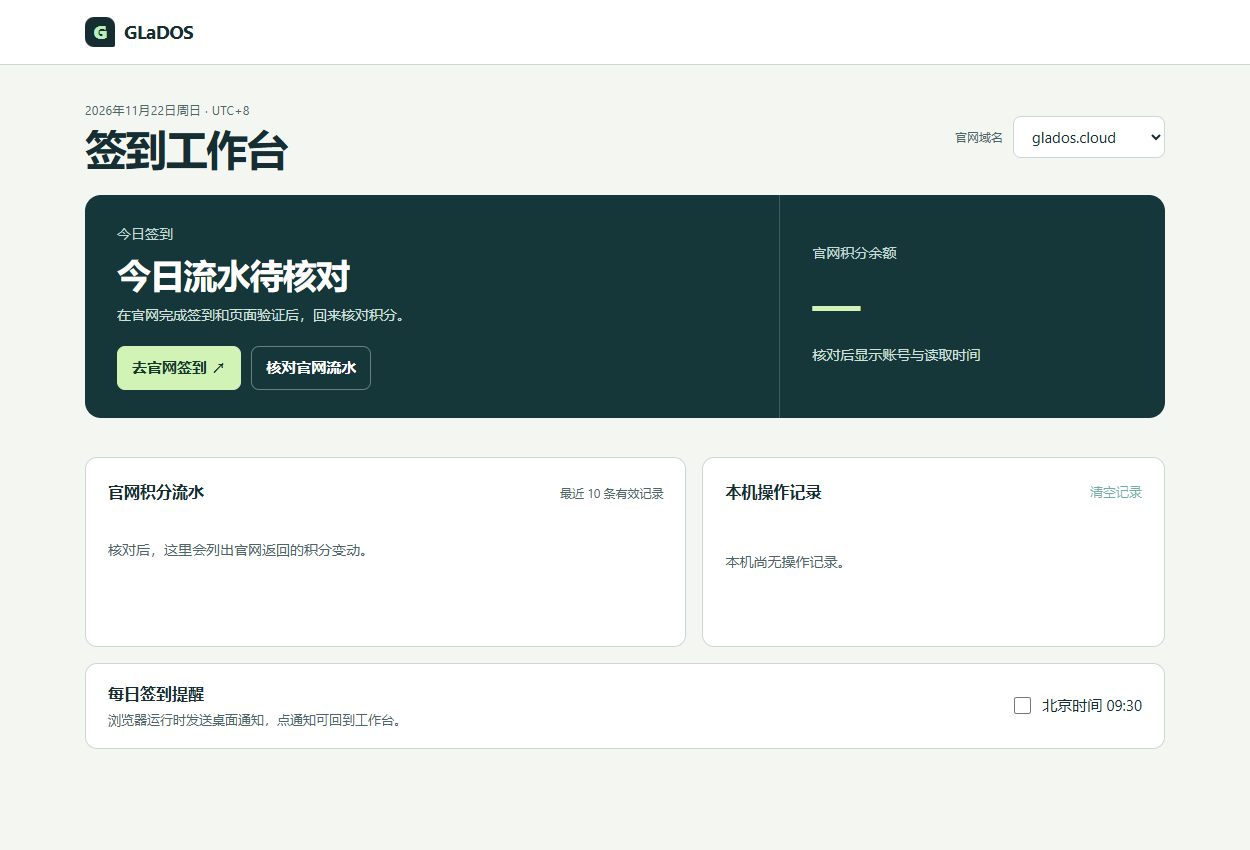 G GLaDOS
2026年11月22日周日 · UTC+8
签到工作台
官网域名 glados.cloud
今日签到
今日流水待核对
在官网完成签到和页面验证后，回来核对积分。
去官网签到 ↗ 核对官网流水
官网积分余额
—
核对后显示账号与读取时间
官网积分流水 最近 10 条有效记录
核对后，这里会列出官网返回的积分变动。
本机操作记录 清空记录
本机尚无操作记录。
每日签到提醒
浏览器运行时发送桌面通知，点通知可回到工作台。
北京时间 09:30